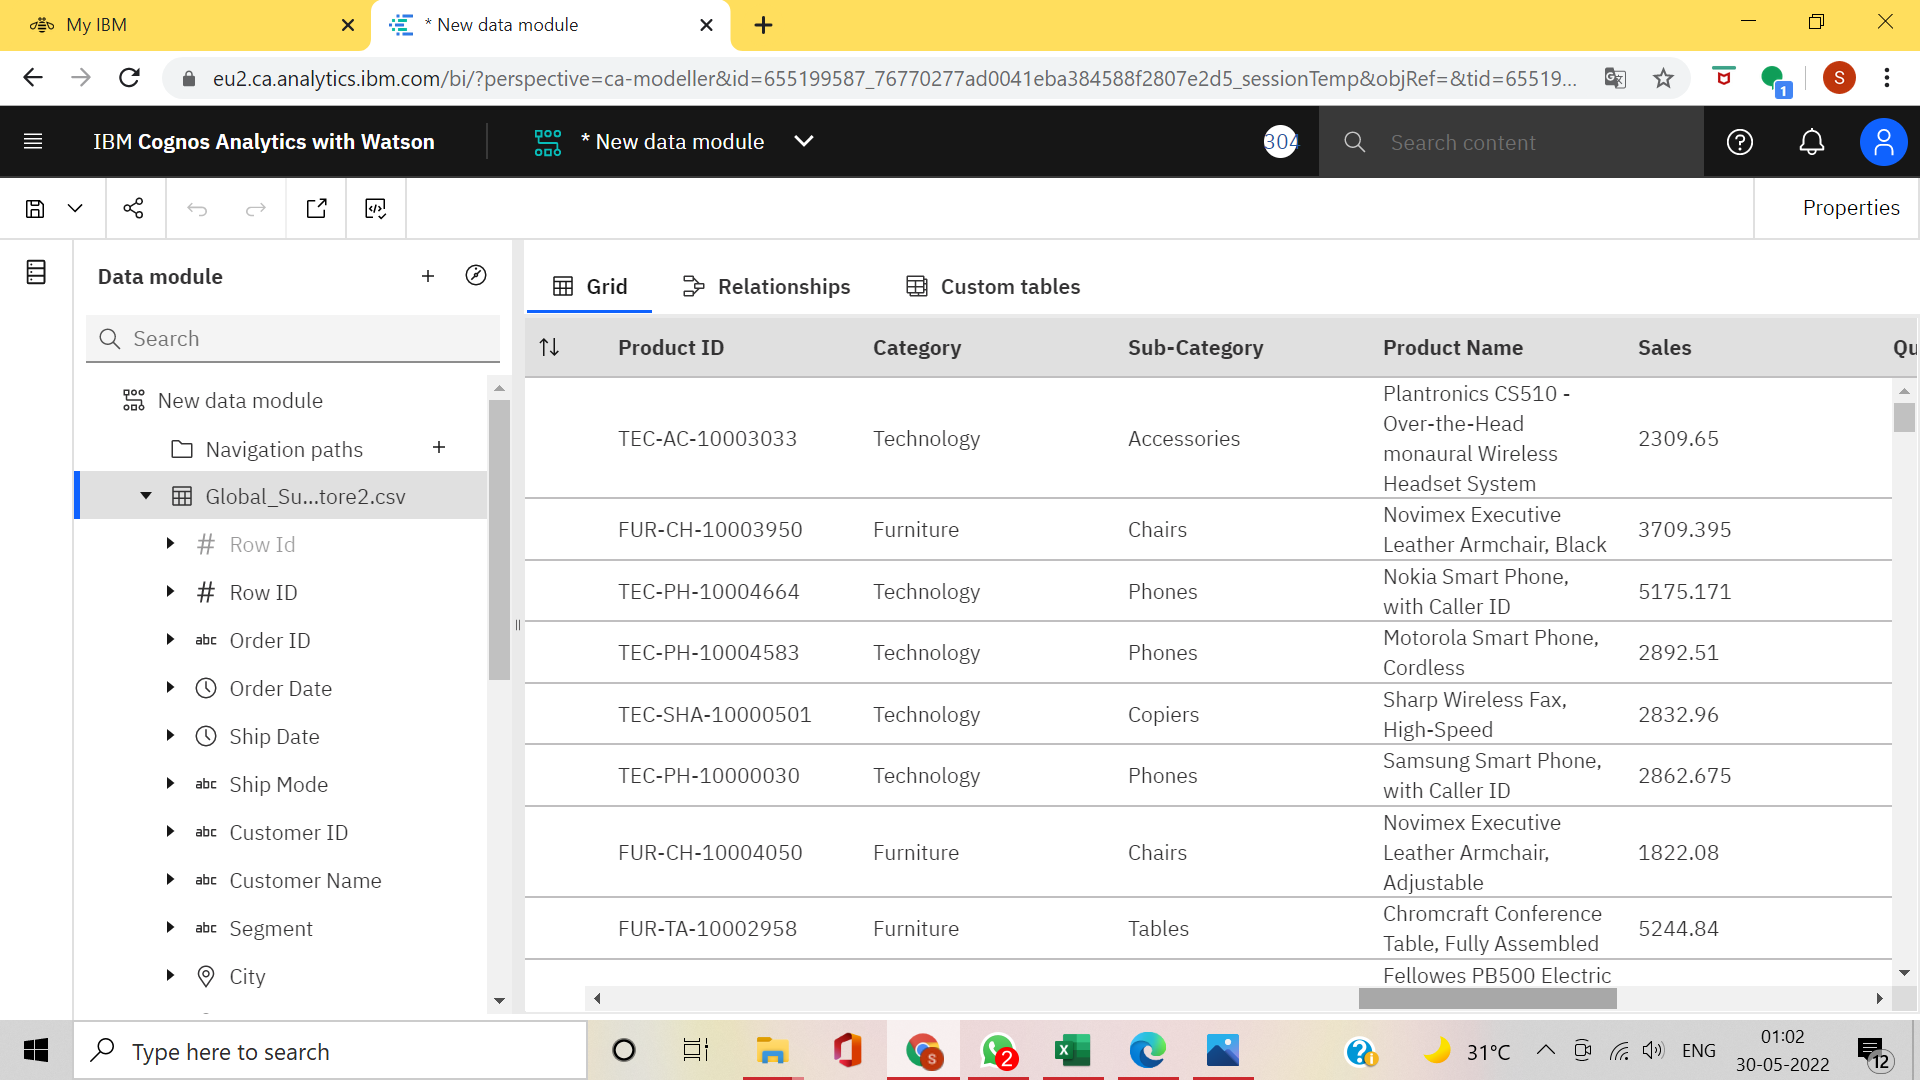 My IBM
* New data module
eu2.ca.analytics.ibm.com/bi/?perspective=ca-modeller&id=655199587_76770277ad0041eba384588f2807e2d5_sessionTemp&objRef=&tid=65519...
S
1
IBM Cognos Analytics with Watson
* New data module
304
Search content
Properties
Data module
Search
New data module
Navigation paths
Global_Su...tore2.csv
# Row Id
# Row ID
abc Order ID
Order Date
Ship Date
abc Ship Mode
abc Customer ID
abc Customer Name
abc Segment
City
Grid
Relationships
Custom tables
Product ID Category Sub-Category Product Name Sales Qu
TEC-AC-10003033 Technology Accessories Plantronics CS510 -
Over-the-Head
monaural Wireless
Headset System 2309.65
FUR-CH-10003950 Furniture Chairs Novimex Executive
Leather Armchair, Black 3709.395
TEC-PH-10004664 Technology Phones Nokia Smart Phone,
with Caller ID 5175.171
TEC-PH-10004583 Technology Phones Motorola Smart Phone,
Cordless 2892.51
TEC-SHA-10000501 Technology Copiers Sharp Wireless Fax,
High-Speed 2832.96
TEC-PH-10000030 Technology Phones Samsung Smart Phone,
with Caller ID 2862.675
FUR-CH-10004050 Furniture Chairs Novimex Executive
Leather Armchair,
Adjustable 1822.08
FUR-TA-10002958 Furniture Tables Chromcraft Conference
Table, Fully Assembled 5244.84
Fellowes PB500 Electric
Type here to search
S
2
31°C
ENG
01:02
30-05-2022
12